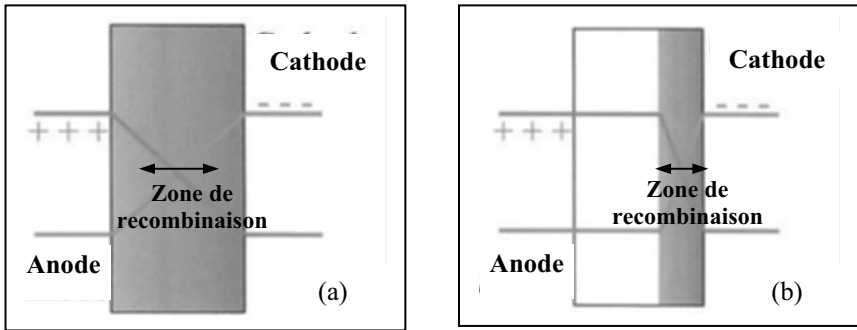 Cathode
+ + +
- - -
Zone de
recombinaison
Anode
(a)
Cathode
+ + +
- - -
Zone de
recombinaison
Anode
(b)